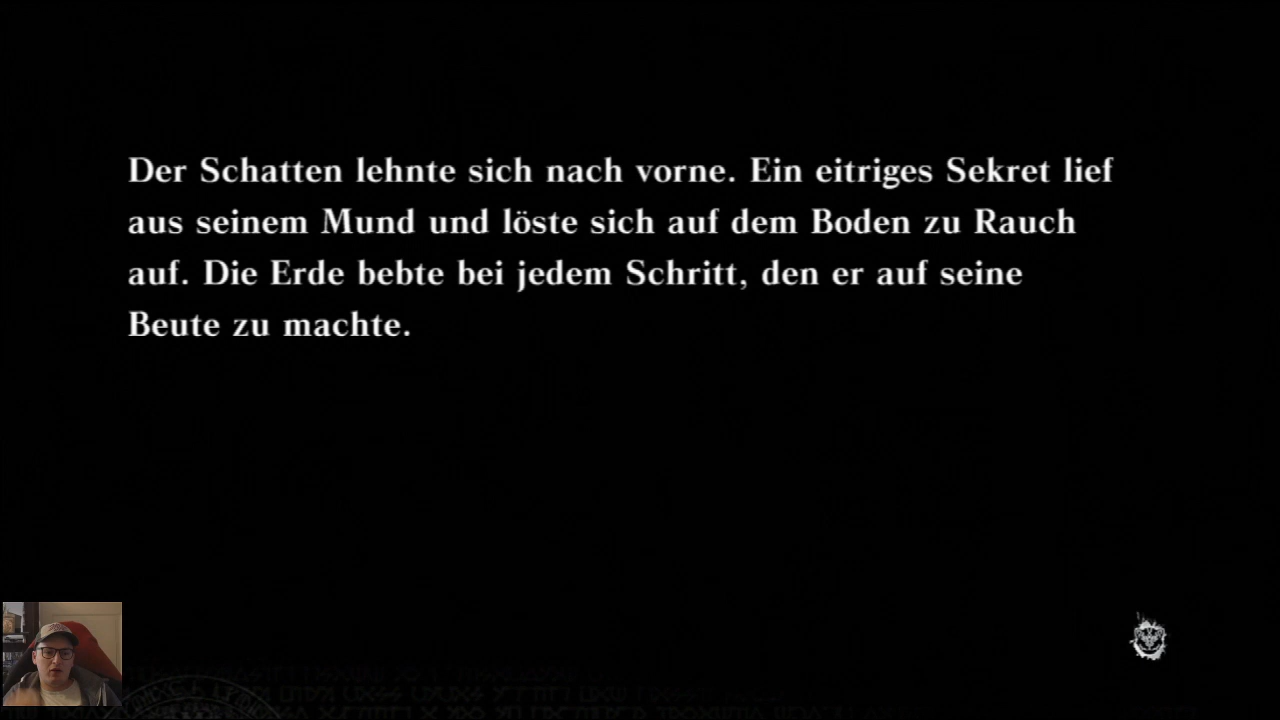 Der Schatten lehnte sich nach vorne. Ein eitriges Sekret lief
aus seinem Mund und löste sich auf dem Boden zu Rauch
auf. Die Erde bebte bei jedem Schritt, den er auf seine
Beute zu machte.